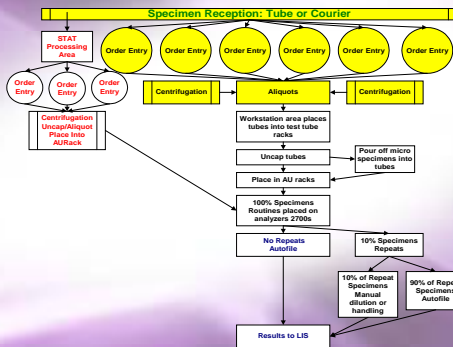 Specimen Reception: Tube or Courier
STAT
Processing
Area
Order Entry
Order Entry
Order Entry
Order Entry
Order Entry
Order Entry
Order
Entry
Order
Entry
Order
Entry
Centrifugation
Aliquots
Centrifugation
Centrifugation
Uncap/Aliquot
Place Into
AURack
Workstation area places
tubes into test tube
racks
Uncap tubes
Pour off micro
specimens into
tubes
Place in AU racks
100% Specimens
Routines placed on
analyzers 2700s
No Repeats
Autofile
10% Specimens
Repeats
10% of Repeat
Specimens
Manual
dilution or
handling
90% of Repe
Specimens
Autofile
Results to LIS